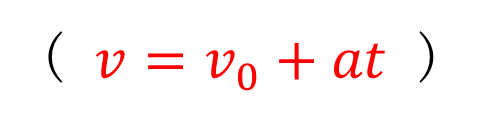 ( v = v₀ + at )